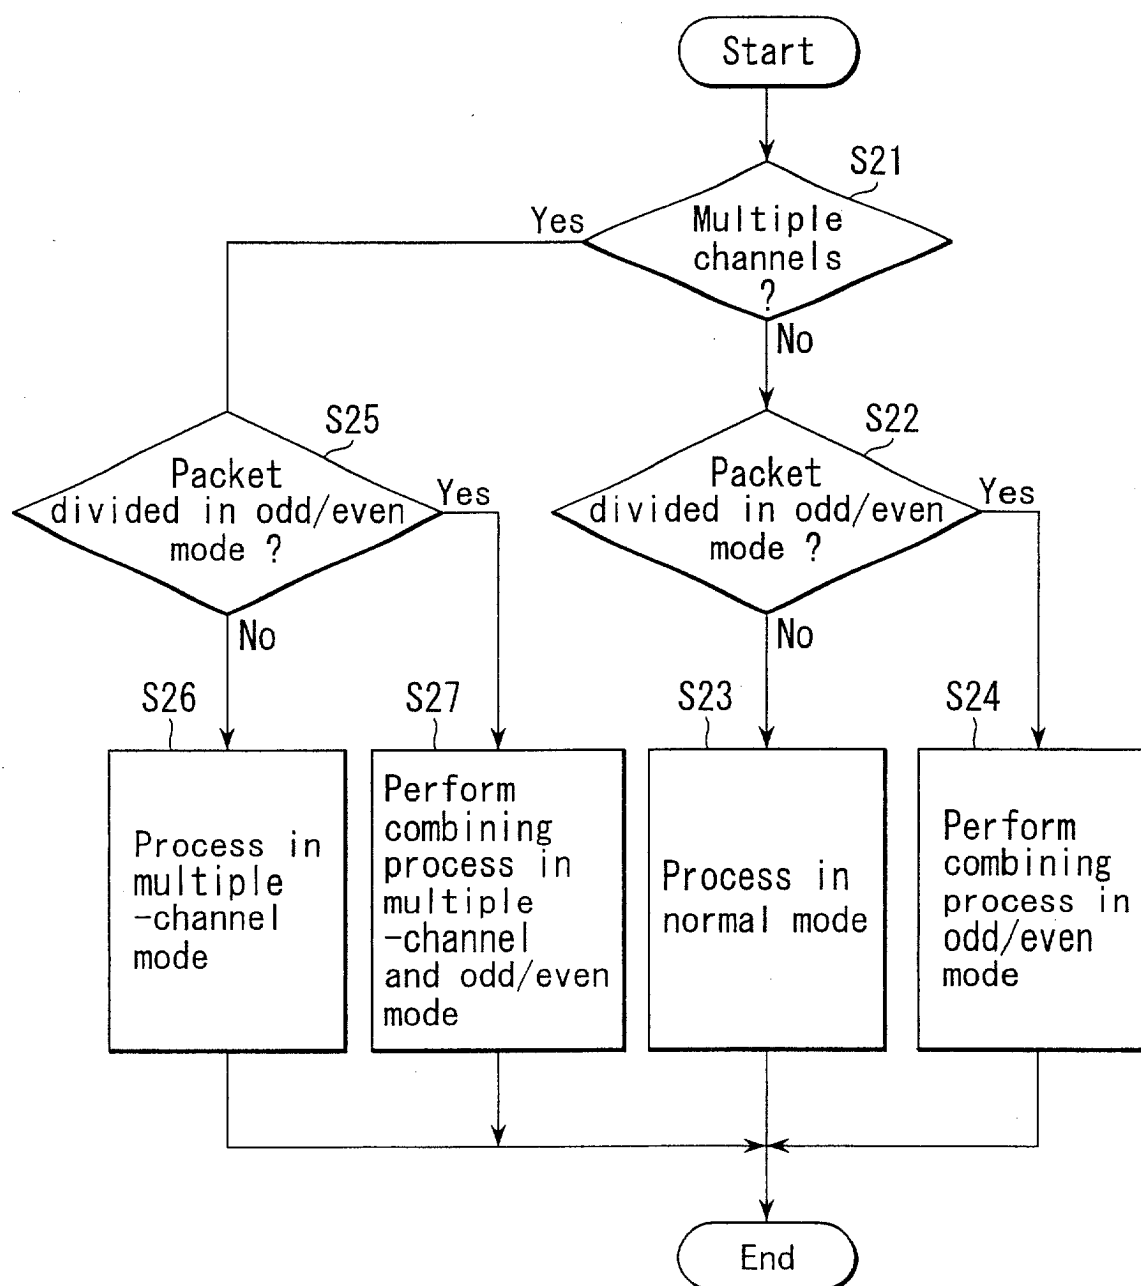 Start
S21
Multiple
channels
?
Yes
No
S25
Packet
divided in odd/even
mode ?
Yes
No
S22
Packet
divided in odd/even
mode ?
Yes
No
S26
Process in
multiple
-channel
mode
S27
Perform
combining
process in
multiple
-channel
and odd/even
mode
S23
Process in
normal mode
S24
Perform
combining
process in
odd/even
mode
End